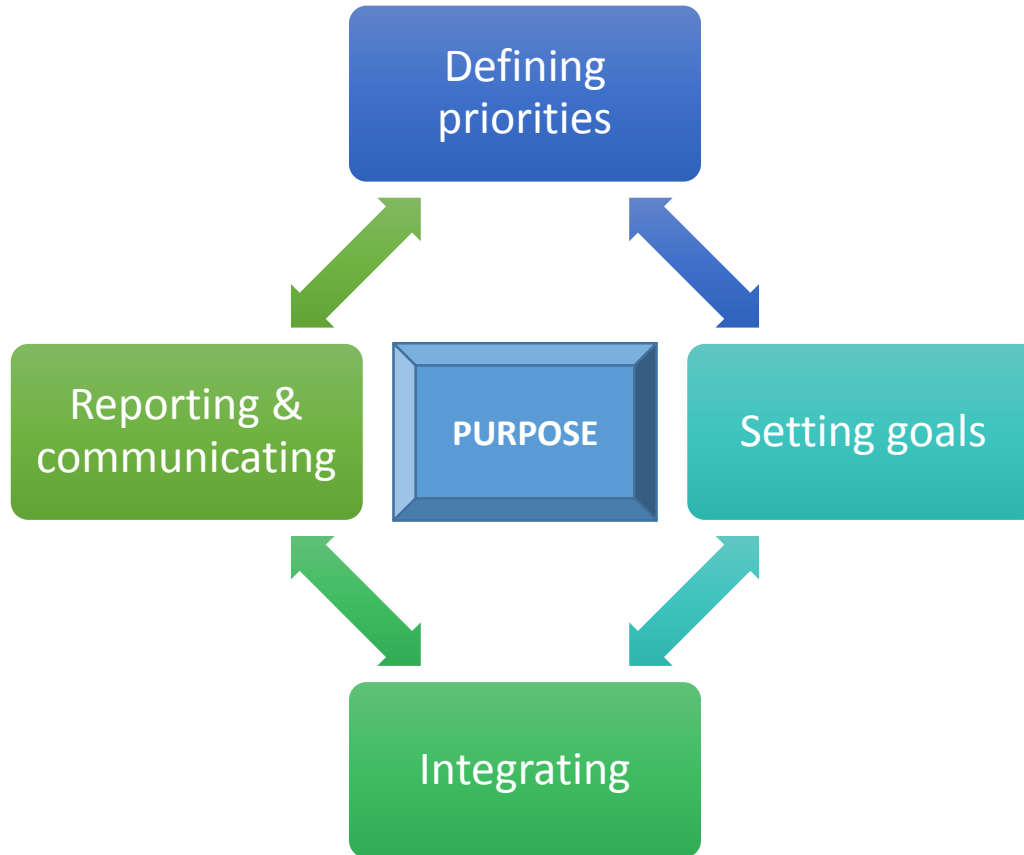 Defining
priorities
Reporting &
communicating
PURPOSE
Setting goals
Integrating